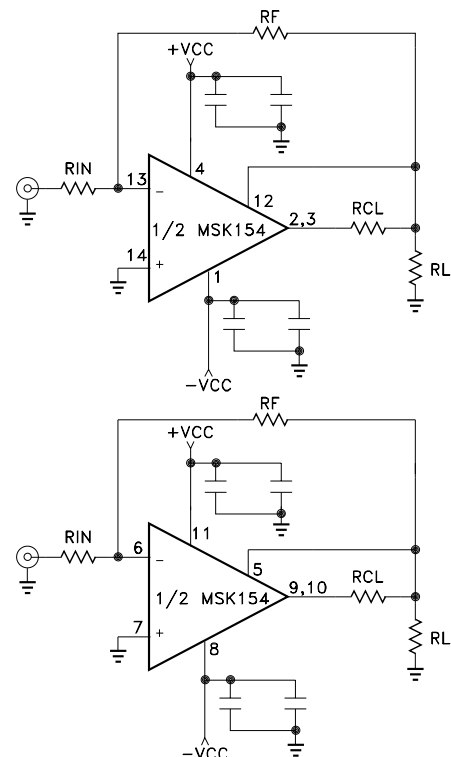 RF
+VCC
4
RIN
13
−
12
2,3
RCL
1/2 MSK154
14
+
1
RL
−VCC
RF
+VCC
11
RIN
6
−
5
9,10
RCL
1/2 MSK154
7
+
8
RL
−VCC